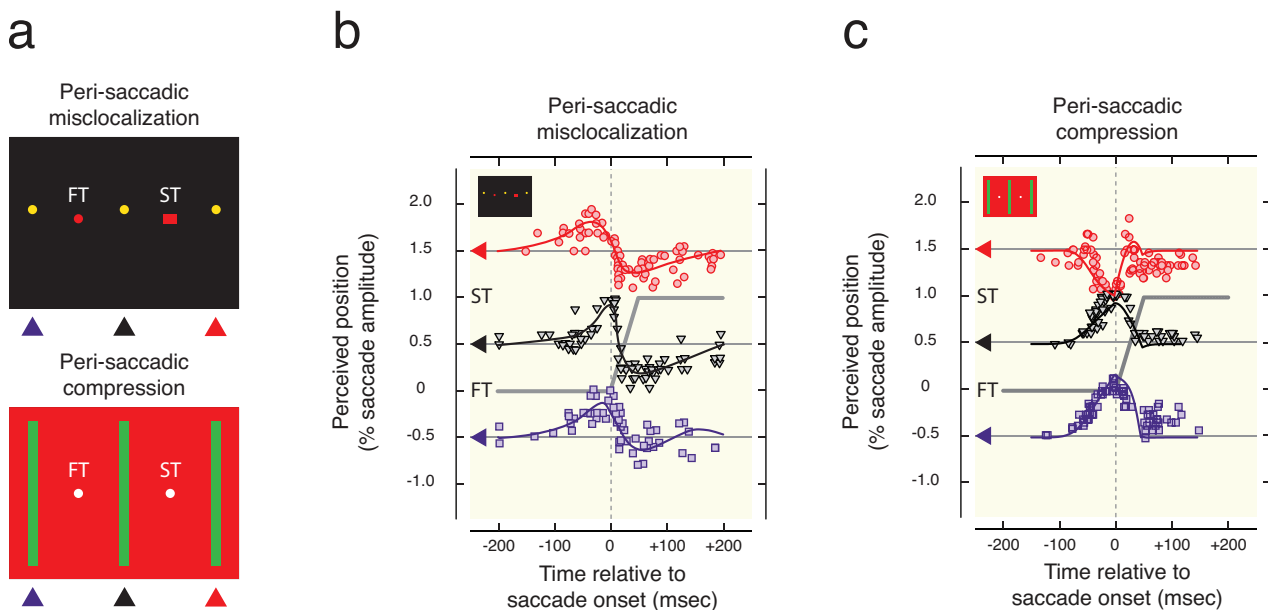 a
Peri-saccadic
misclocalization
FT
ST
Peri-saccadic
compression
FT
ST
b
Peri-saccadic
misclocalization
Perceived position
(% saccade amplitude)
2.0
1.5
ST
1.0
0.5
FT
0
-0.5
-1.0
-200
-100
0
+100
+200
Time relative to
saccade onset (msec)
c
Peri-saccadic
compression
Perceived position
(% saccade amplitude)
2.0
1.5
ST
1.0
0.5
FT
0
-0.5
-1.0
-200
-100
0
+100
+200
Time relative to
saccade onset (msec)